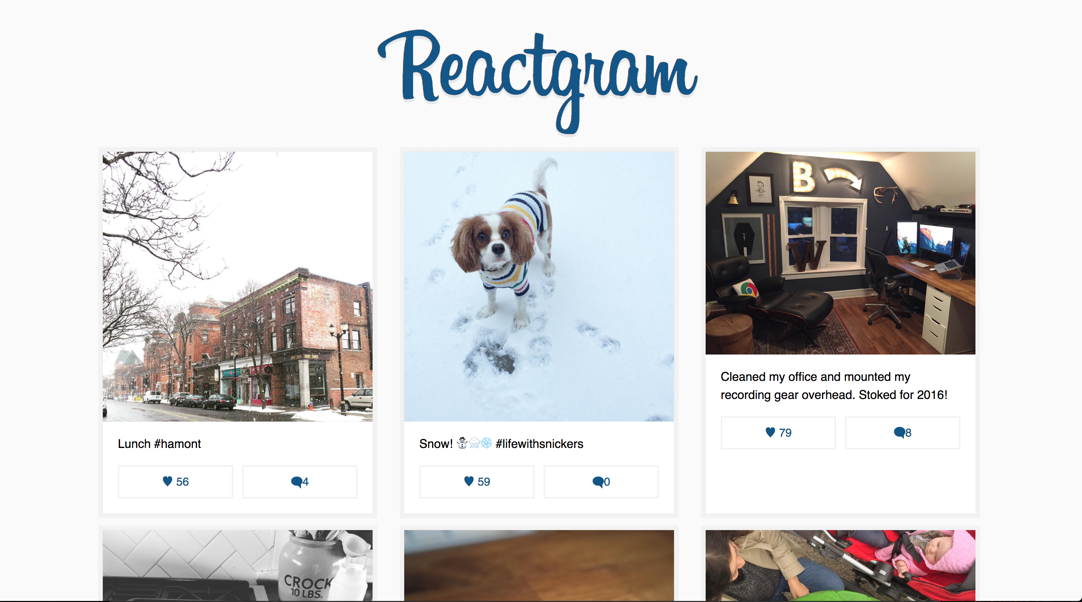 Reactgram
B
W
Lunch #hamont
56
4
Snow! ☃️🌨❄️ #lifewithsnickers
59
0
Cleaned my office and mounted my
recording gear overhead. Stoked for 2016!
79
8
CROCK
10 LBS.